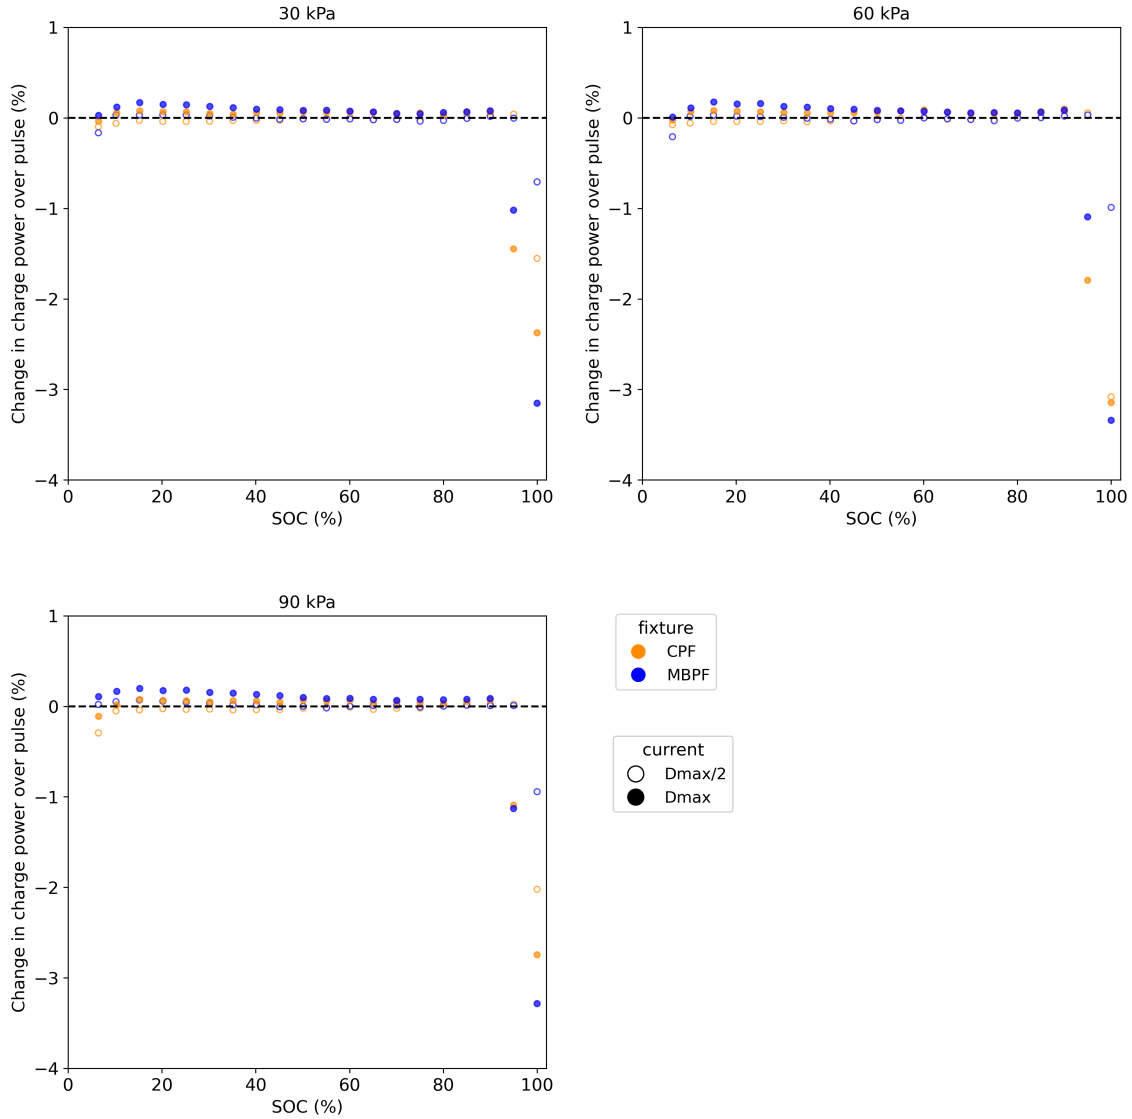 30 kPa
Change in charge power over pulse (%)
1
0
−1
−2
−3
−4
0
20
40
60
80
100
SOC (%)
60 kPa
Change in charge power over pulse (%)
1
0
−1
−2
−3
−4
0
20
40
60
80
100
SOC (%)
90 kPa
Change in charge power over pulse (%)
1
0
−1
−2
−3
−4
0
20
40
60
80
100
SOC (%)
fixture
CPF
MBPF
current
Dmax/2
Dmax